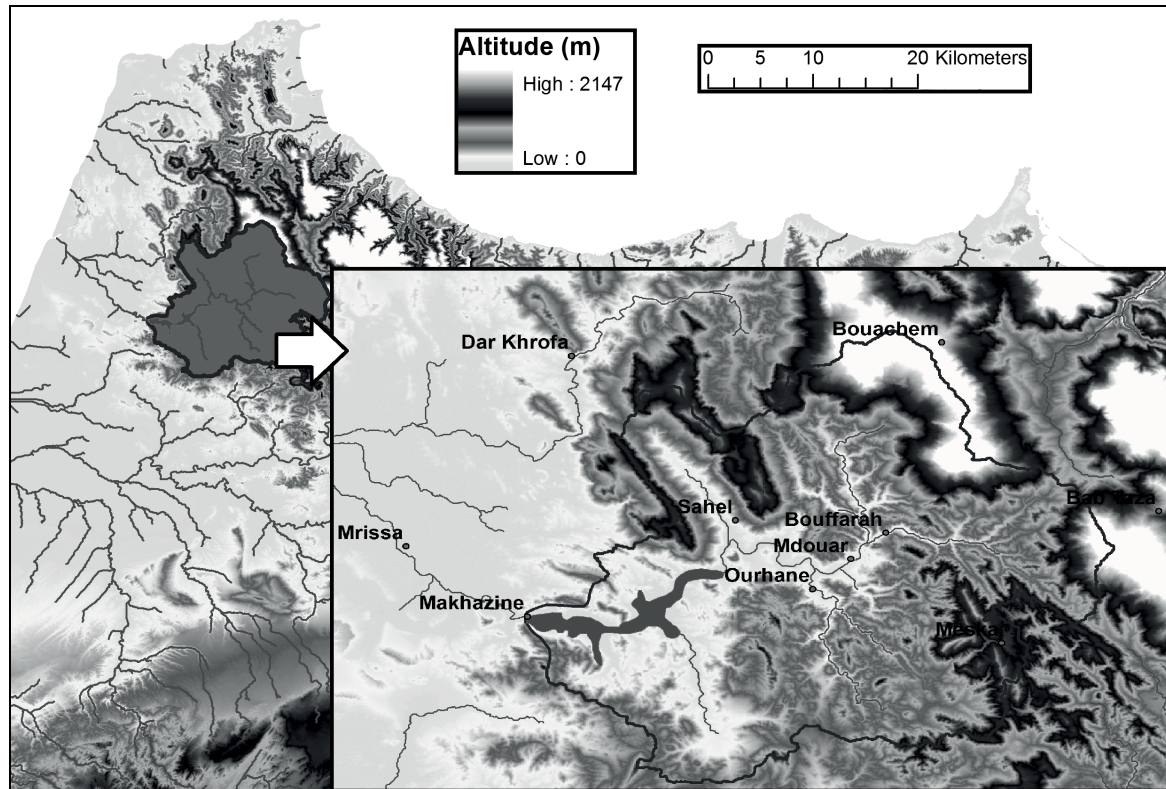 Altitude (m)
High : 2147
Low : 0
0 5 10 20 Kilometers
Bouachem
Dar Khrofa
Bab Taza
Sahel
Bouffarah
Mrissa
Mdouar
Ourhane
Makhazine